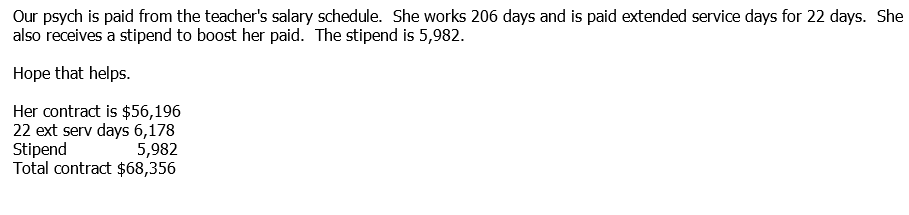 Our psych is paid from the teacher's salary schedule.  She works 206 days and is paid extended service days for 22 days.  She
also receives a stipend to boost her paid.  The stipend is 5,982.
Hope that helps.
Her contract is $56,196
22 ext serv days 6,178
Stipend 5,982
Total contract $68,356